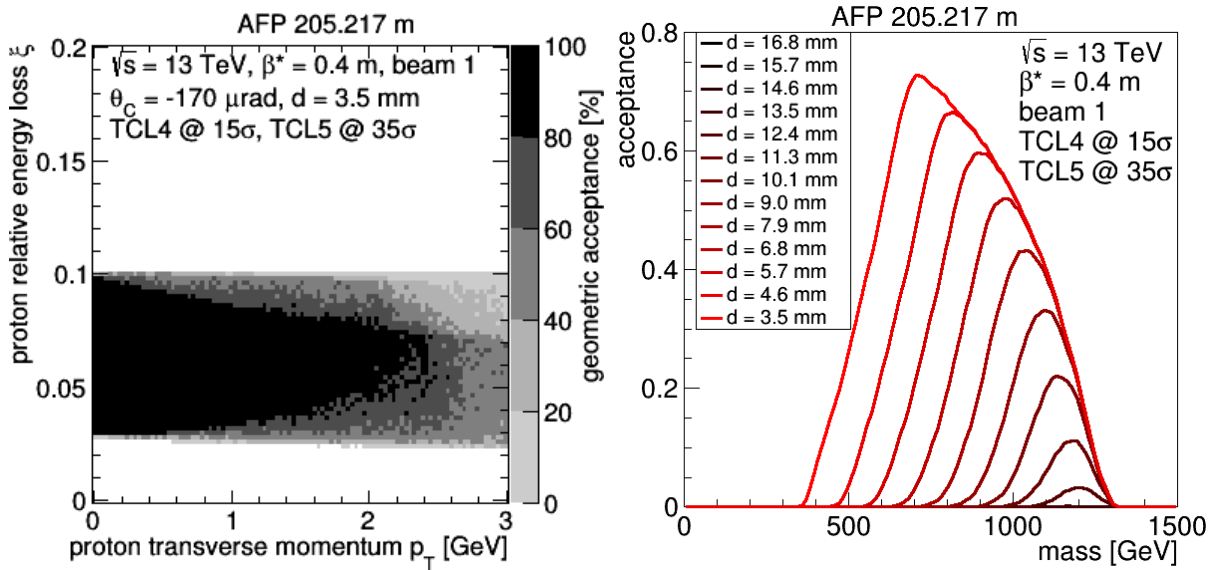 AFP 205.217 m
proton relative energy loss ξ
0.2
0.15
0.1
0.05
0
√s = 13 TeV, β* = 0.4 m, beam 1
θ_C = -170 μrad, d = 3.5 mm
TCL4 @ 15σ, TCL5 @ 35σ
0
1
2
3
proton transverse momentum p_T [GeV]
100
80
60
40
20
0
geometric acceptance [%]
AFP 205.217 m
acceptance
0.8
0.6
0.4
0.2
0
d = 16.8 mm
d = 15.7 mm
d = 14.6 mm
d = 13.5 mm
d = 12.4 mm
d = 11.3 mm
d = 10.1 mm
d = 9.0 mm
d = 7.9 mm
d = 6.8 mm
d = 5.7 mm
d = 4.6 mm
d = 3.5 mm
√s = 13 TeV
β* = 0.4 m
beam 1
TCL4 @ 15σ
TCL5 @ 35σ
0
500
1000
1500
mass [GeV]